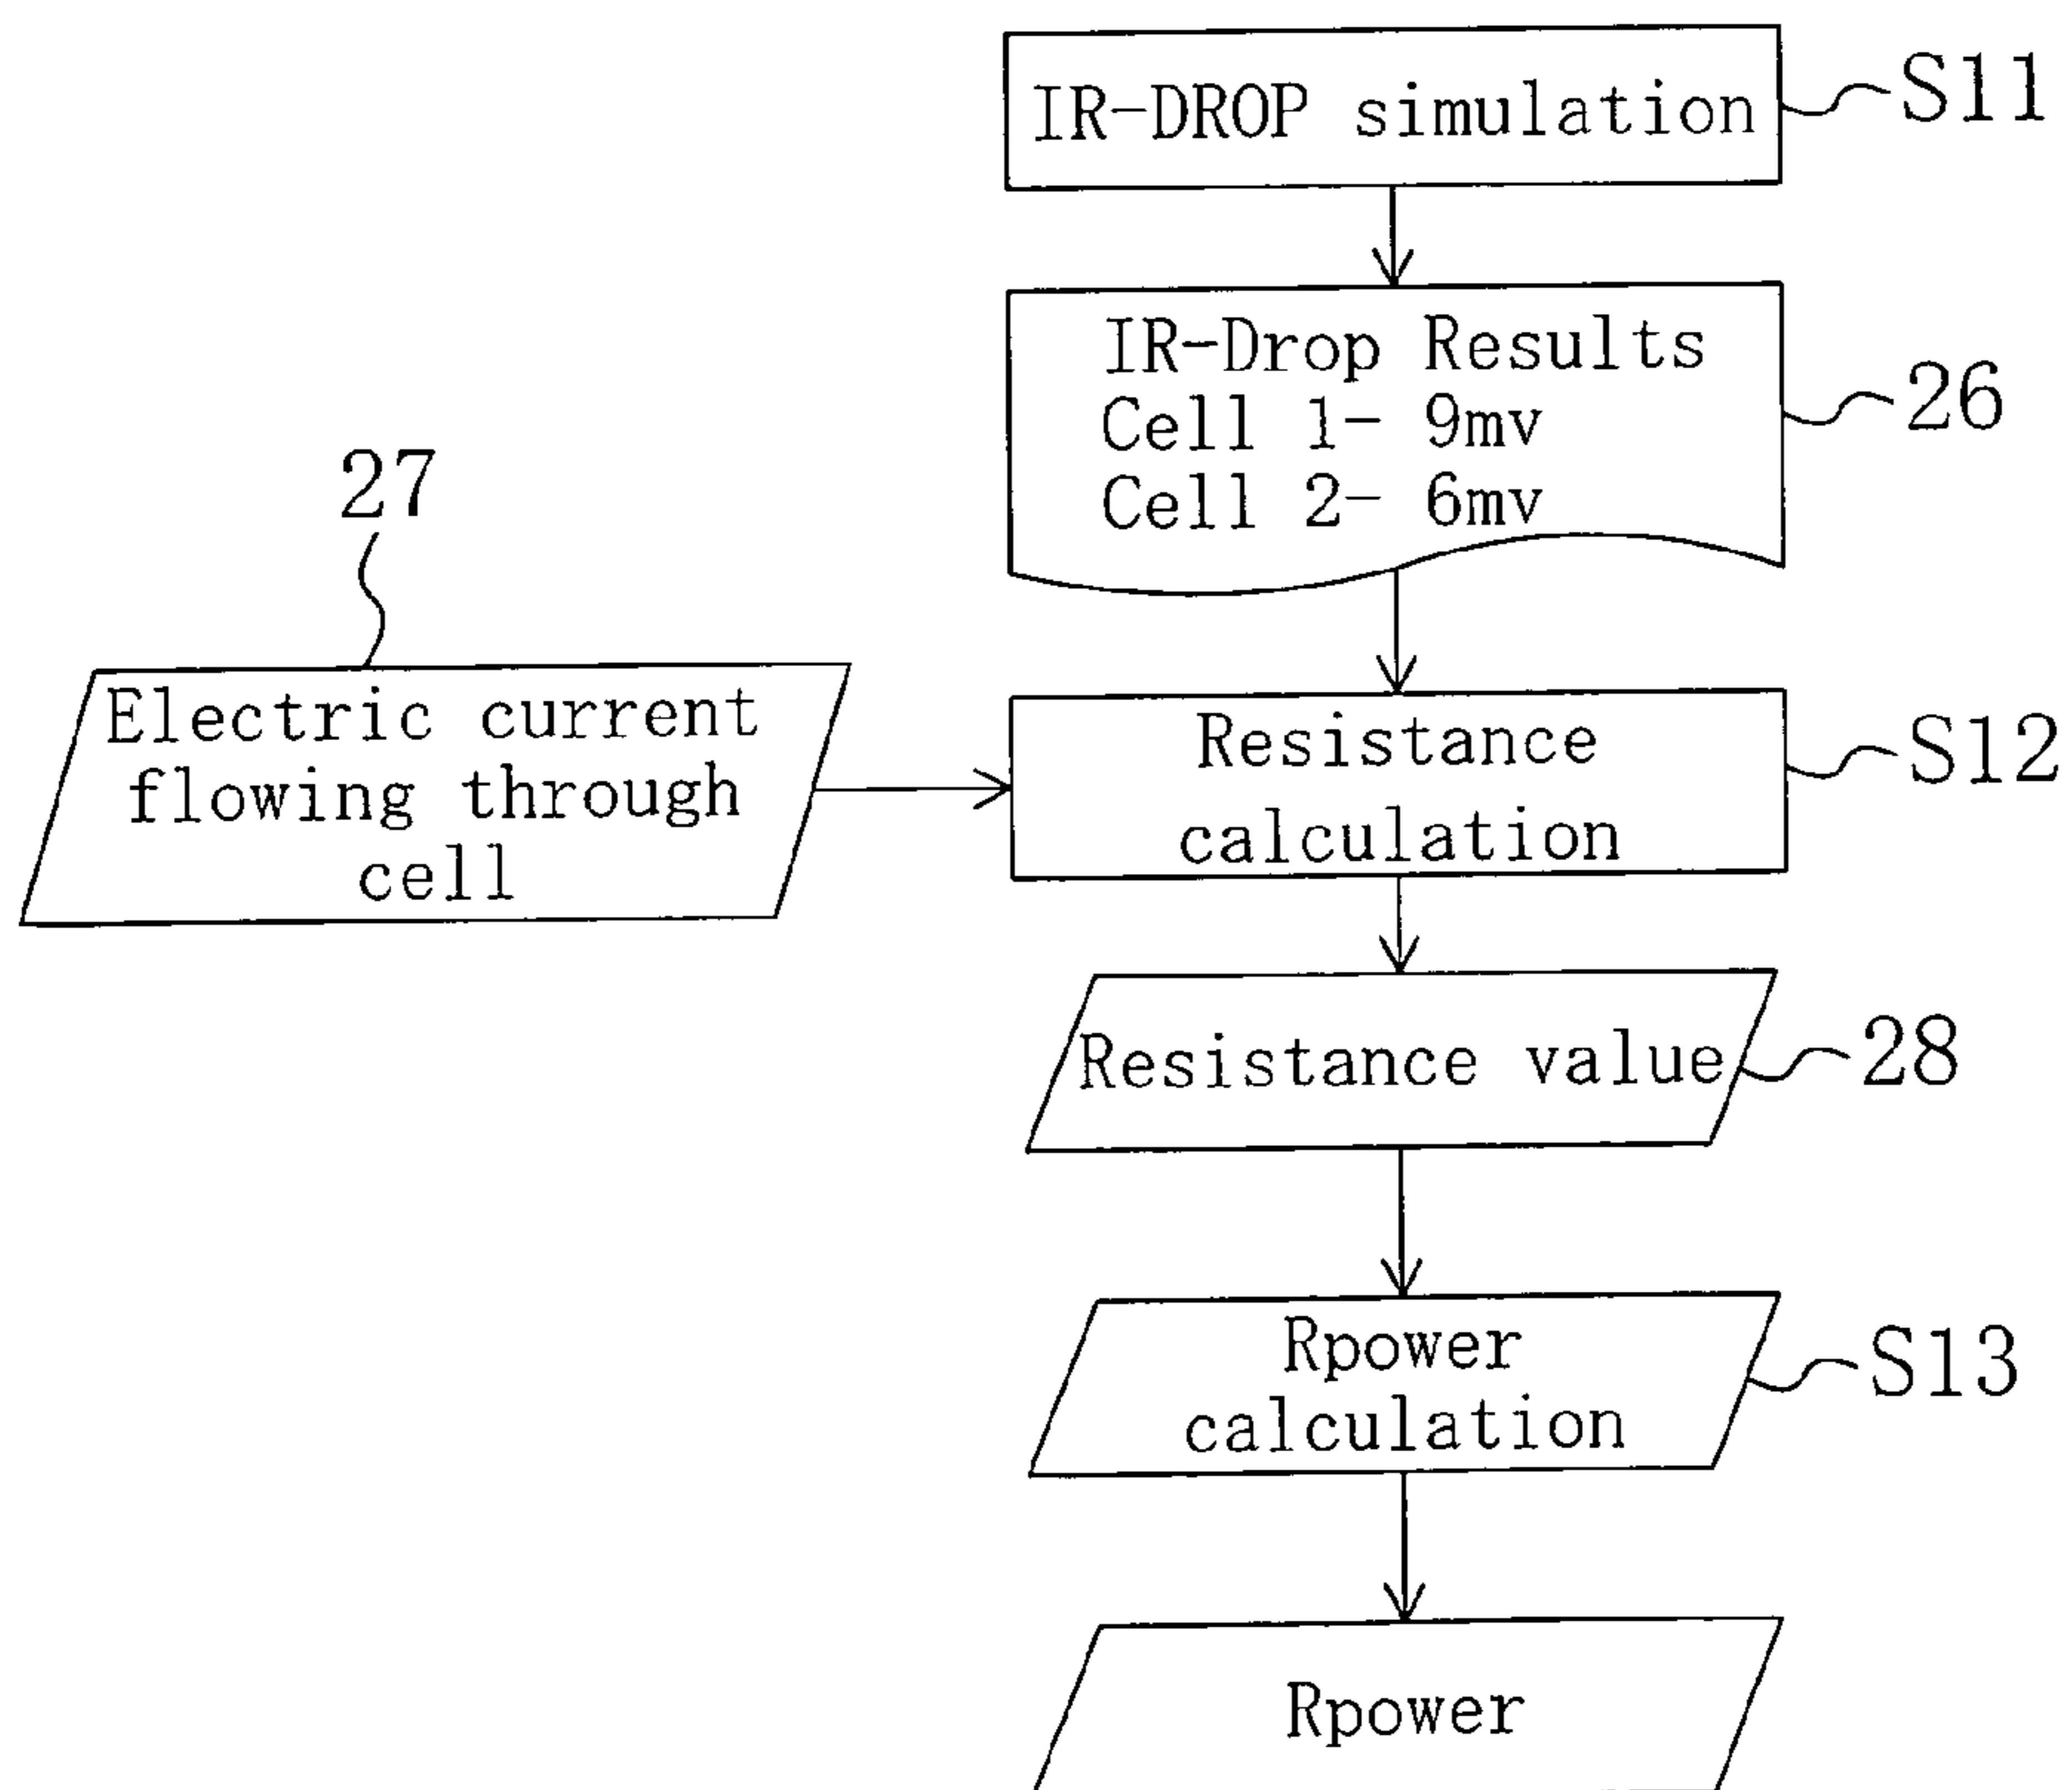 IR-DROP simulation
S11
IR-Drop Results
Cell 1- 9mv
Cell 2- 6mv
26
27
Electric current
flowing through
cell
Resistance
calculation
S12
Resistance value
28
Rpower
calculation
S13
Rpower